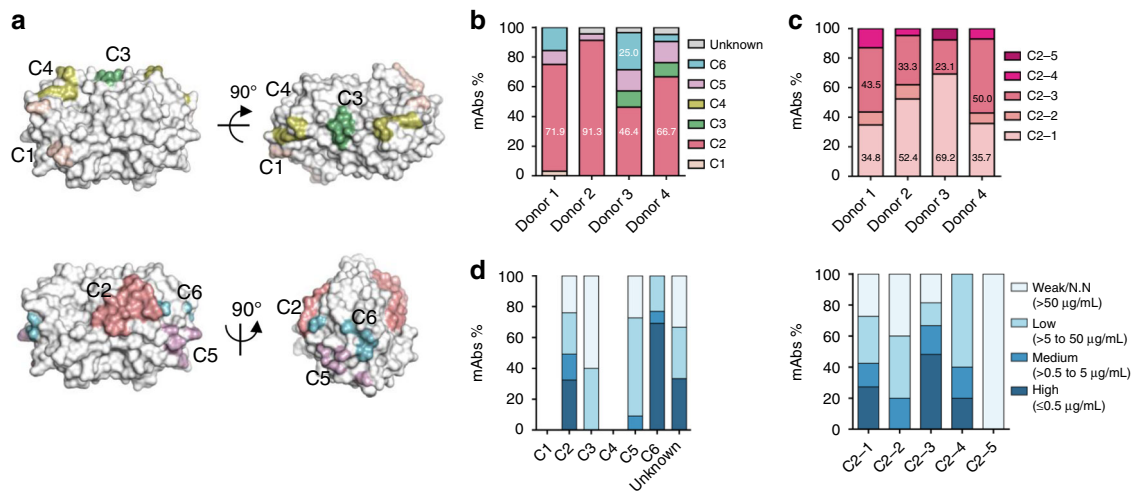 a
C4
C3
C1
90°
C4
C3
C1
C2
C6
C5
90°
C2
C6
C5
b
mAbs %
100
80
60
40
20
0
71.9
91.3
25.0
46.4
66.7
Donor 1
Donor 2
Donor 3
Donor 4
Unknown
C6
C5
C4
C3
C2
C1
c
mAbs %
100
80
60
40
20
0
43.5
34.8
33.3
52.4
23.1
69.2
50.0
35.7
Donor 1
Donor 2
Donor 3
Donor 4
C2–5
C2–4
C2–3
C2–2
C2–1
d
mAbs %
100
80
60
40
20
0
C1
C2
C3
C4
C5
C6
Unknown
mAbs %
100
80
60
40
20
0
C2–1
C2–2
C2–3
C2–4
C2–5
Weak/N.N
(>50 μg/mL)
Low
(>5 to 50 μg/mL)
Medium
(>0.5 to 5 μg/mL)
High
(≤0.5 μg/mL)